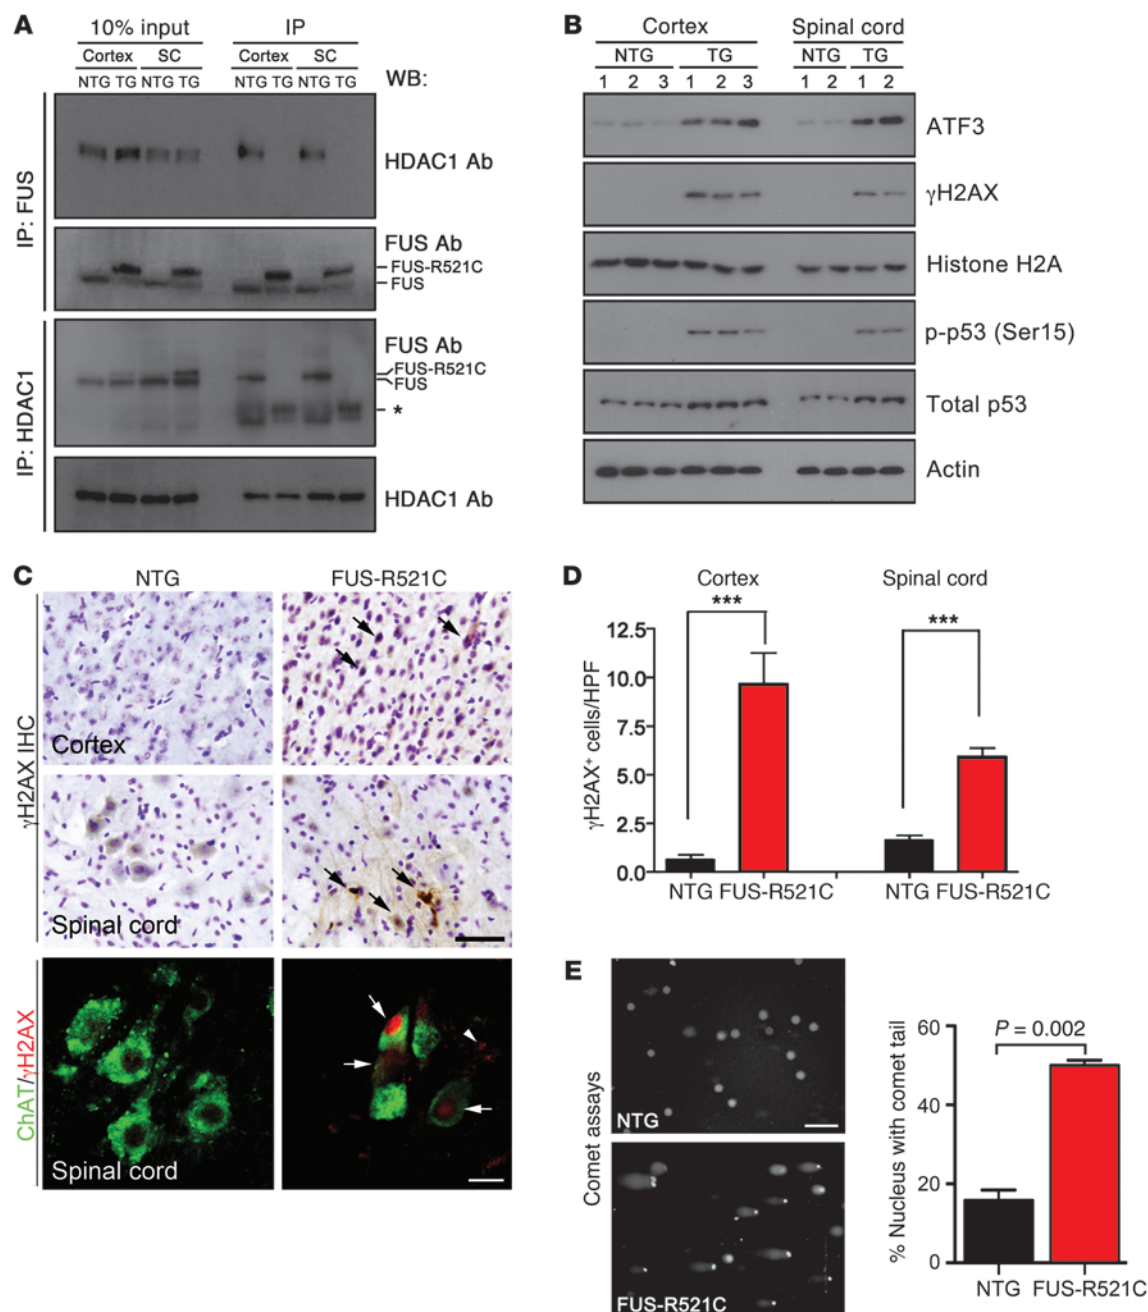 A
10% input IP
Cortex SC Cortex SC
NTG TG NTG TG NTG TG NTG TG WB:
IP: FUS
HDAC1 Ab
FUS Ab
FUS-R521C
FUS
IP: HDAC1
FUS Ab
FUS-R521C
FUS
*
HDAC1 Ab
B
Cortex Spinal cord
NTG TG NTG TG
1 2 3 1 2 3 1 2 1 2
ATF3
γH2AX
Histone H2A
p-p53 (Ser15)
Total p53
Actin
C
NTG FUS-R521C
γH2AX IHC
Cortex
Spinal cord
ChAT/γH2AX
Spinal cord
D
Cortex Spinal cord
*** ***
γH2AX⁺ cells/HPF
12.5
10.0
7.5
5.0
2.5
0.0
NTG FUS-R521C NTG FUS-R521C
E
Comet assays
NTG
FUS-R521C
% Nucleus with comet tail
P = 0.002
60
40
20
0
NTG FUS-R521C